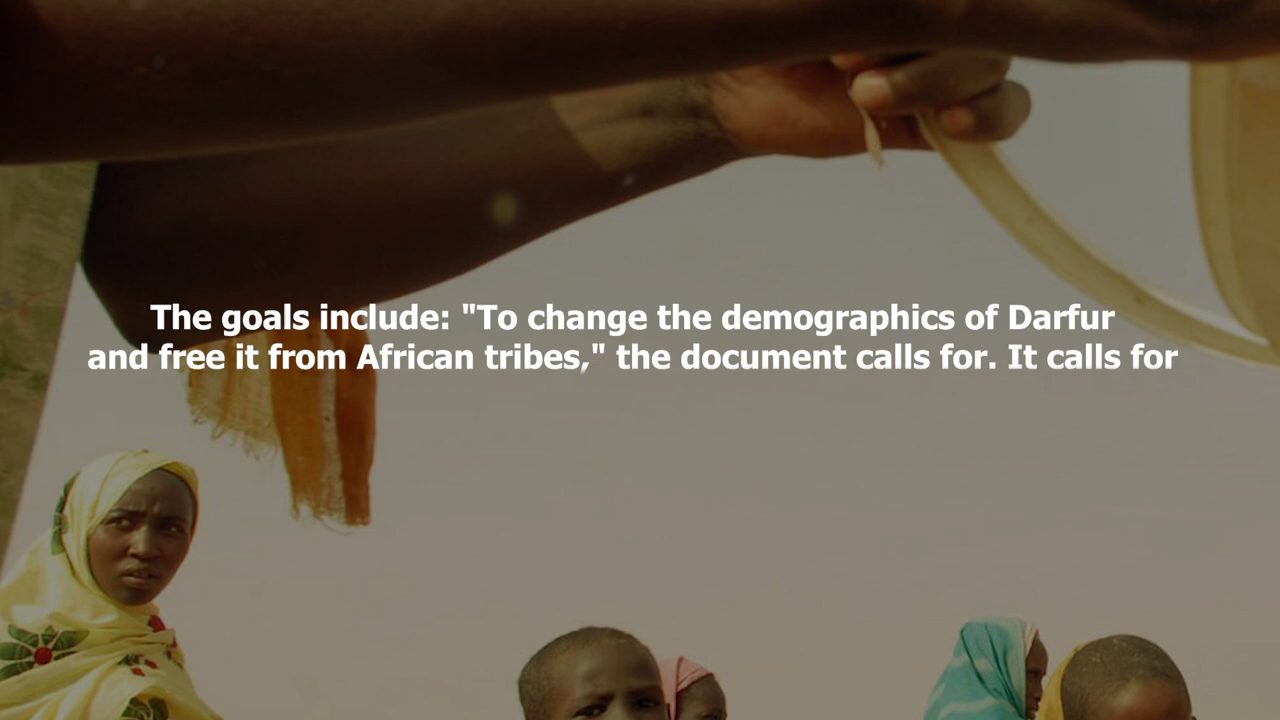 The goals include: "To change the demographics of Darfur
and free it from African tribes," the document calls for. It calls for